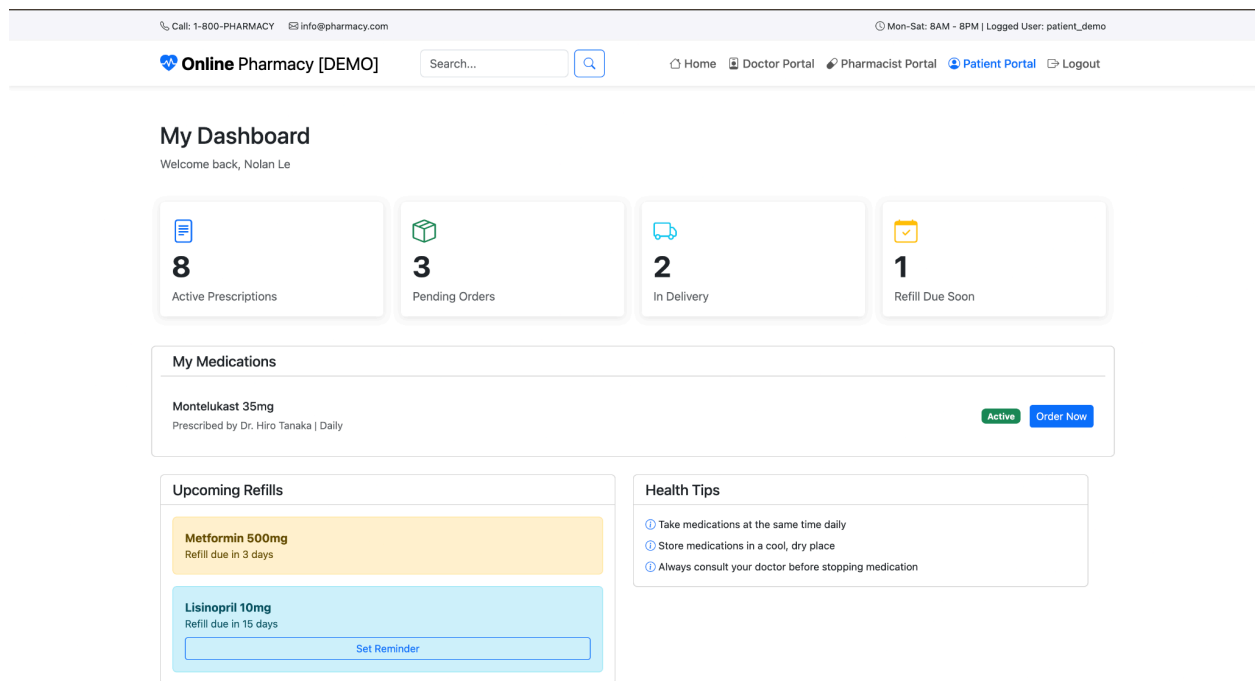 Call: 1-800-PHARMACY info@pharmacy.com Mon-Sat: 8AM - 8PM | Logged User: patient_demo
Online Pharmacy [DEMO] Search... Home Doctor Portal Pharmacist Portal Patient Portal Logout
My Dashboard
Welcome back, Nolan Le
8 3 2 1
Active Prescriptions Pending Orders In Delivery Refill Due Soon
My Medications
Montelukast 35mg
Prescribed by Dr. Hiro Tanaka | Daily
Active Order Now
Upcoming Refills
Metformin 500mg
Refill due in 3 days
Lisinopril 10mg
Refill due in 15 days
Set Reminder
Health Tips
Take medications at the same time daily
Store medications in a cool, dry place
Always consult your doctor before stopping medication